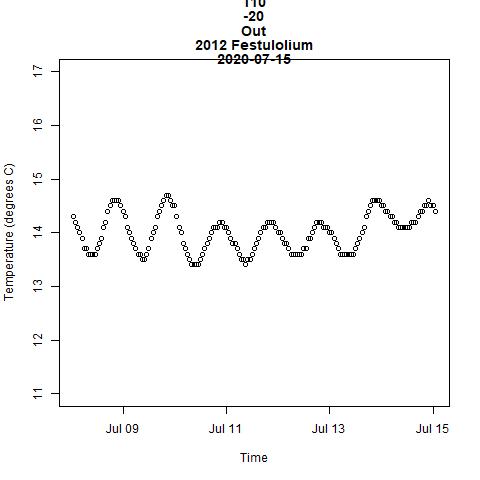 110
-20
Out
2012 Festulolium
2020-07-15
17
16
15
14
13
12
11
Temperature (degrees C)
Jul 09
Jul 11
Jul 13
Jul 15
Time